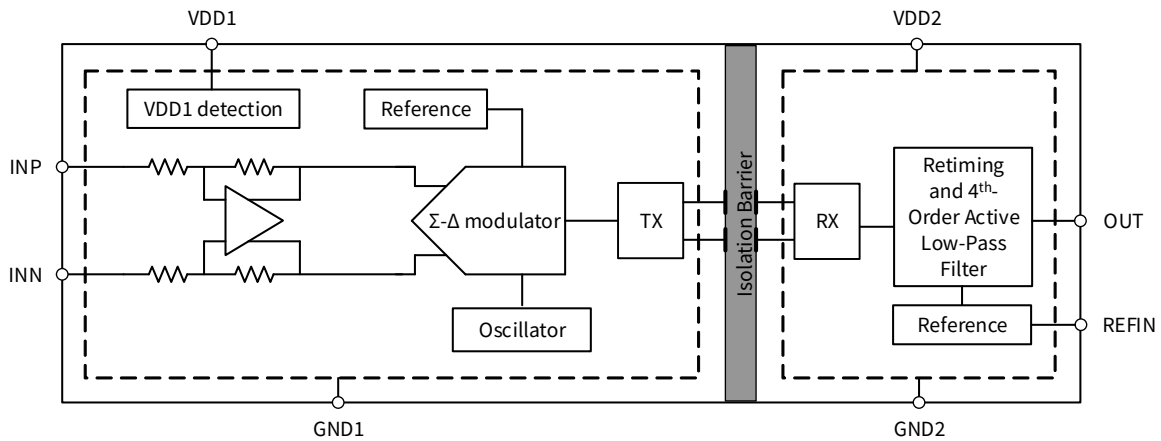 VDD1
VDD2
VDD1 detection
Reference
INP
INN
Σ-Δ modulator
Oscillator
TX
Isolation Barrier
RX
Retiming
and 4th-
Order Active
Low-Pass
Filter
Reference
OUT
REFIN
GND1
GND2